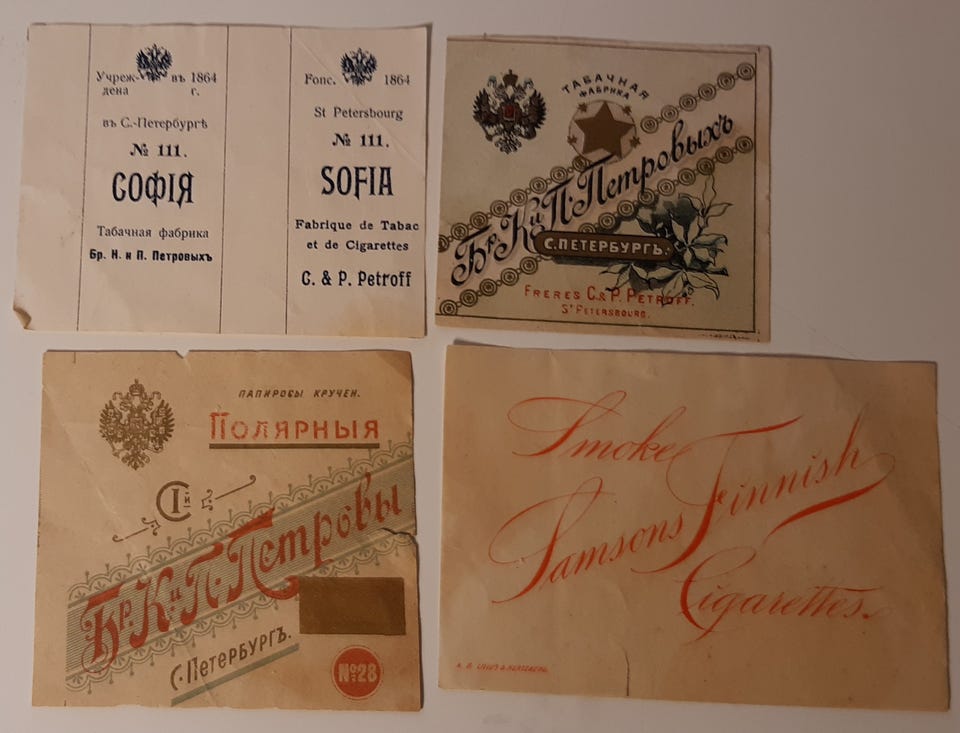 Учреж- въ 1864
дена г.
въ С.-Петербургѣ
№ 111.
СОФІЯ
Табачная фабрика
Бр. К. и П. Петровыхъ
Fonc. 1864
St Petersbourg
№ 111.
SOFIA
Fabrique de Tabac
et de Cigarettes
C. & P. Petroff
ТАБАЧНАЯ
ФАБРИКА
Бр. К. и П. Петровыхъ
С. ПЕТЕРБУРГЪ.
FRERES C. & P. PETROFF.
St PETERSBOURG.
ПАПИРОСЫ КРУЧЕН.
ПОЛЯРНЫЯ
Iй С
Бр. К. и П. Петровы
С. ПЕТЕРБУРГЪ.
№28
Smoke
Samsons Finnish
Cigarettes.
& HERTZBERG.